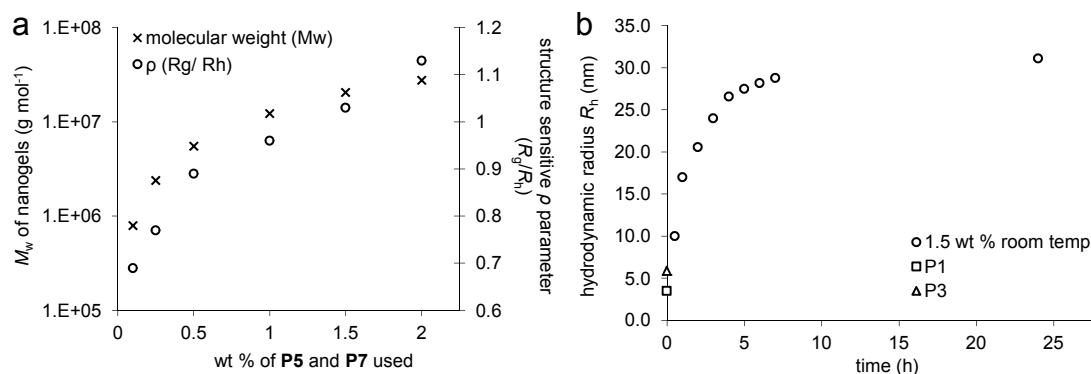 a
1.E+08
1.E+07
1.E+06
1.E+05
Mw of nanogels (g mol-1)
× molecular weight (Mw)
○ ρ (Rg/ Rh)
1.2
1.1
1
0.9
0.8
0.7
0.6
structure sensitive ρ parameter
(Rg/Rh)
0 0.5 1 1.5 2
wt % of P5 and P7 used
b
35.0
30.0
25.0
20.0
15.0
10.0
5.0
0.0
hydrodynamic radius Rh (nm)
1.5 wt % room temp
P1
P3
0 5 10 15 20 25
time (h)